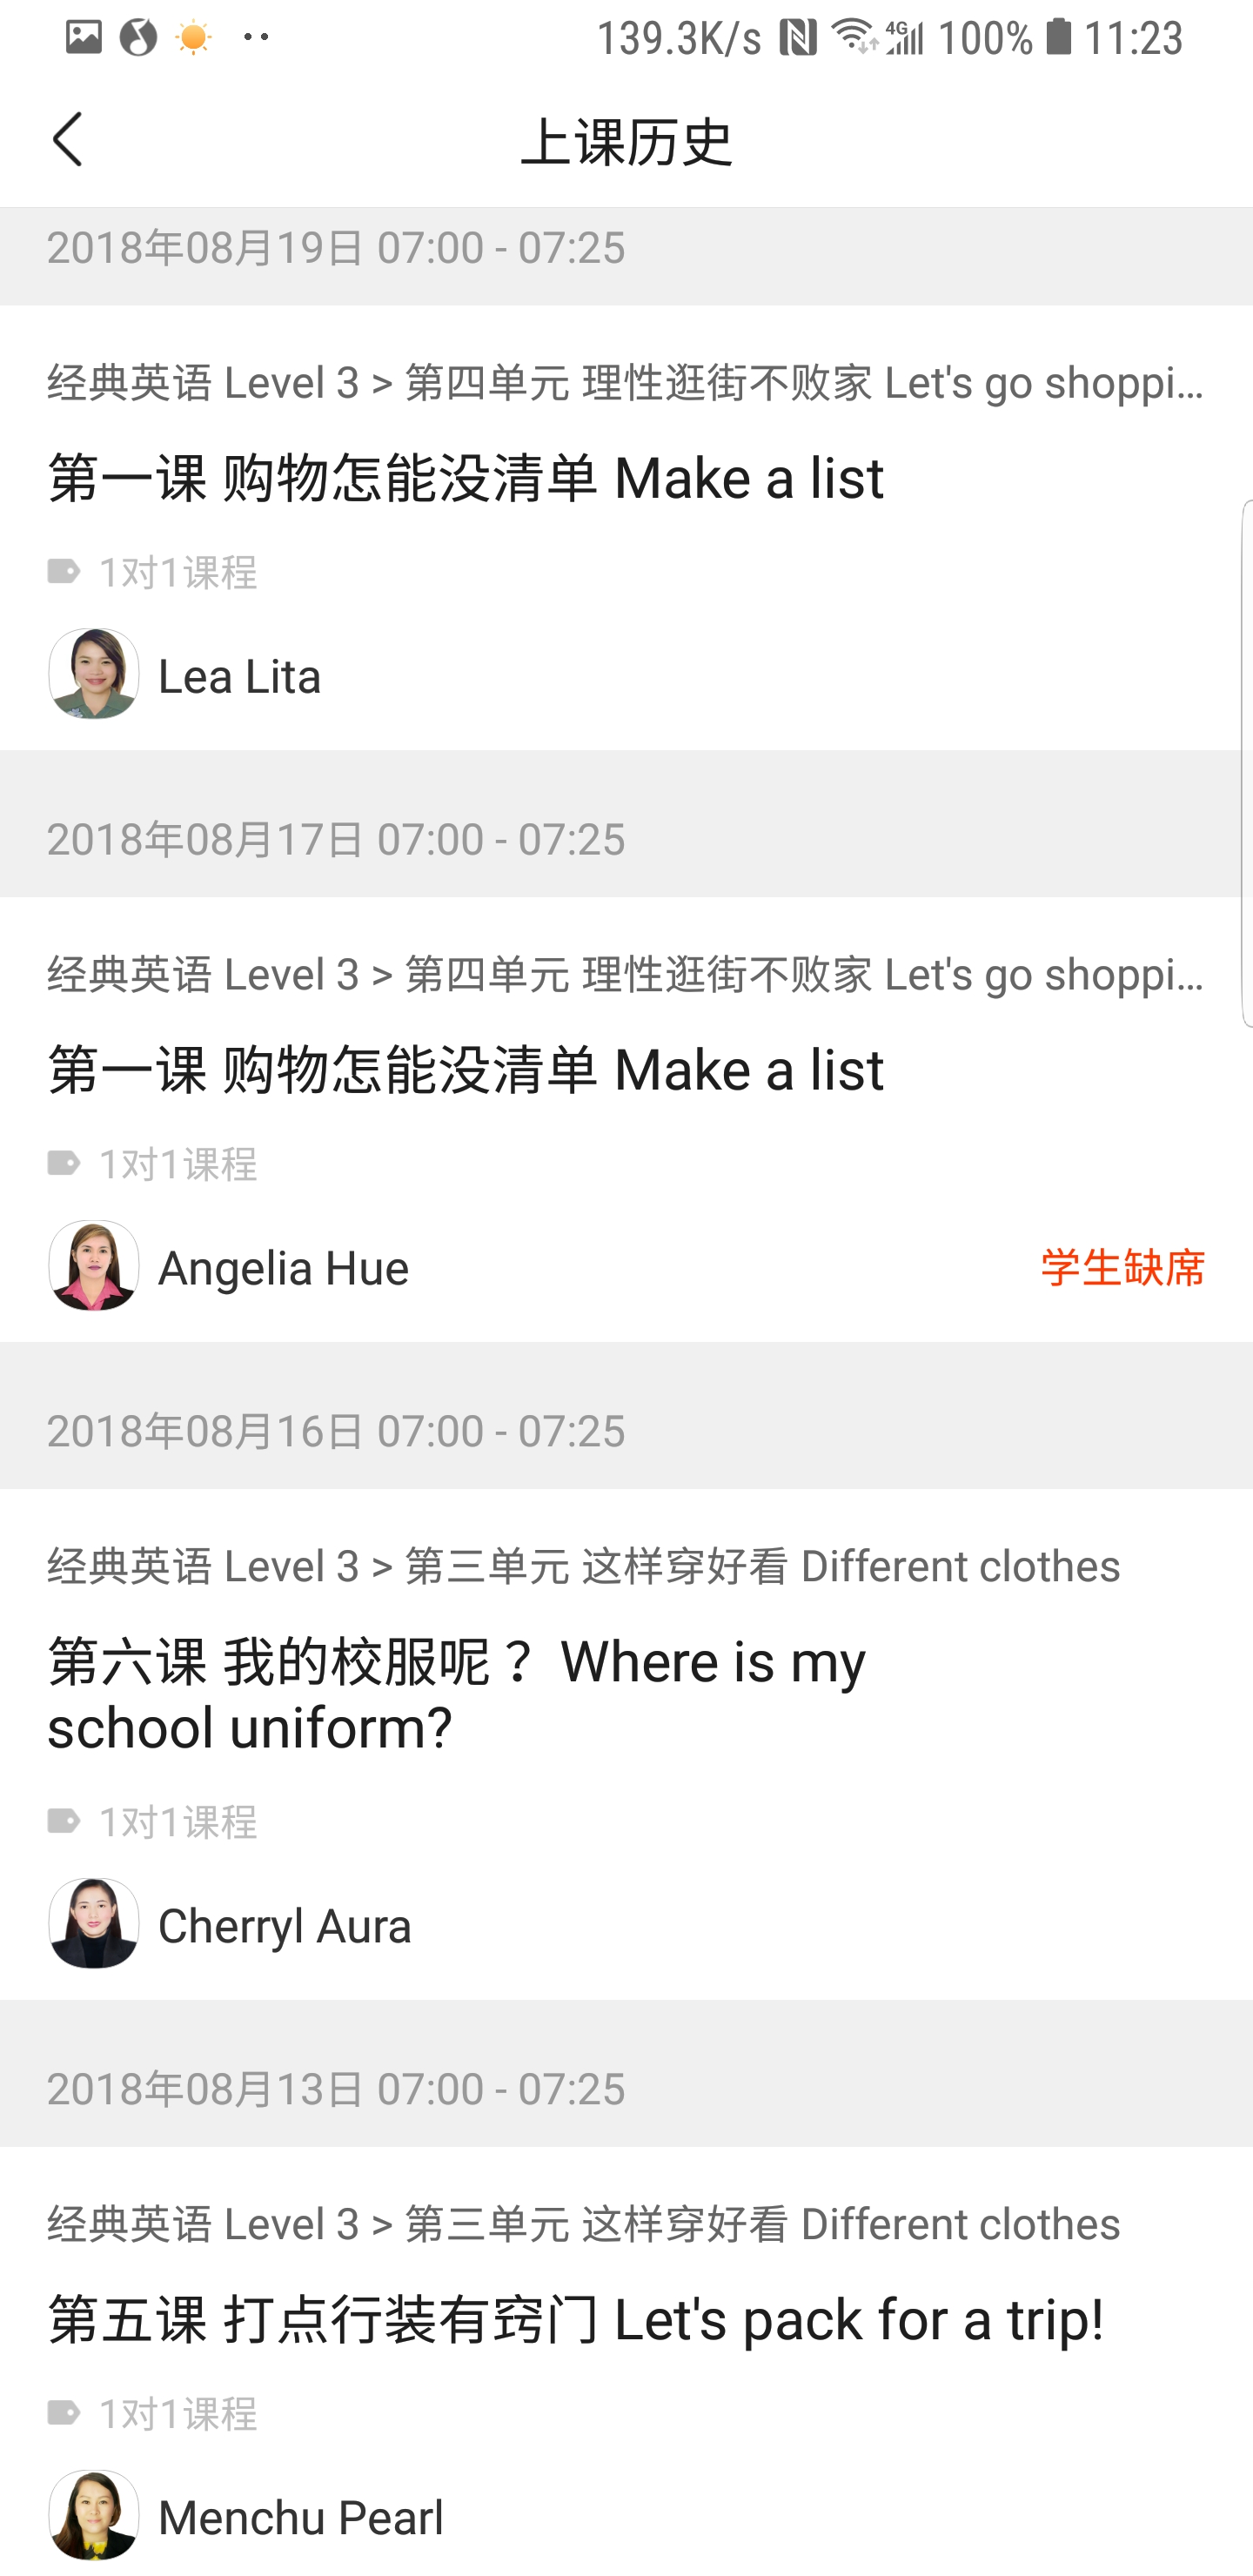 139.3K/s 4G 100% 11:23
上课历史
2018年08月19日 07:00 - 07:25
经典英语 Level 3 > 第四单元 理性逛街不败家 Let's go shoppi...
第一课 购物怎能没清单 Make a list
1对1课程
Lea Lita
2018年08月17日 07:00 - 07:25
经典英语 Level 3 > 第四单元 理性逛街不败家 Let's go shoppi...
第一课 购物怎能没清单 Make a list
1对1课程
Angelia Hue 学生缺席
2018年08月16日 07:00 - 07:25
经典英语 Level 3 > 第三单元 这样穿好看 Different clothes
第六课 我的校服呢？ Where is my
school uniform?
1对1课程
Cherryl Aura
2018年08月13日 07:00 - 07:25
经典英语 Level 3 > 第三单元 这样穿好看 Different clothes
第五课 打点行装有窍门 Let's pack for a trip!
1对1课程
Menchu Pearl